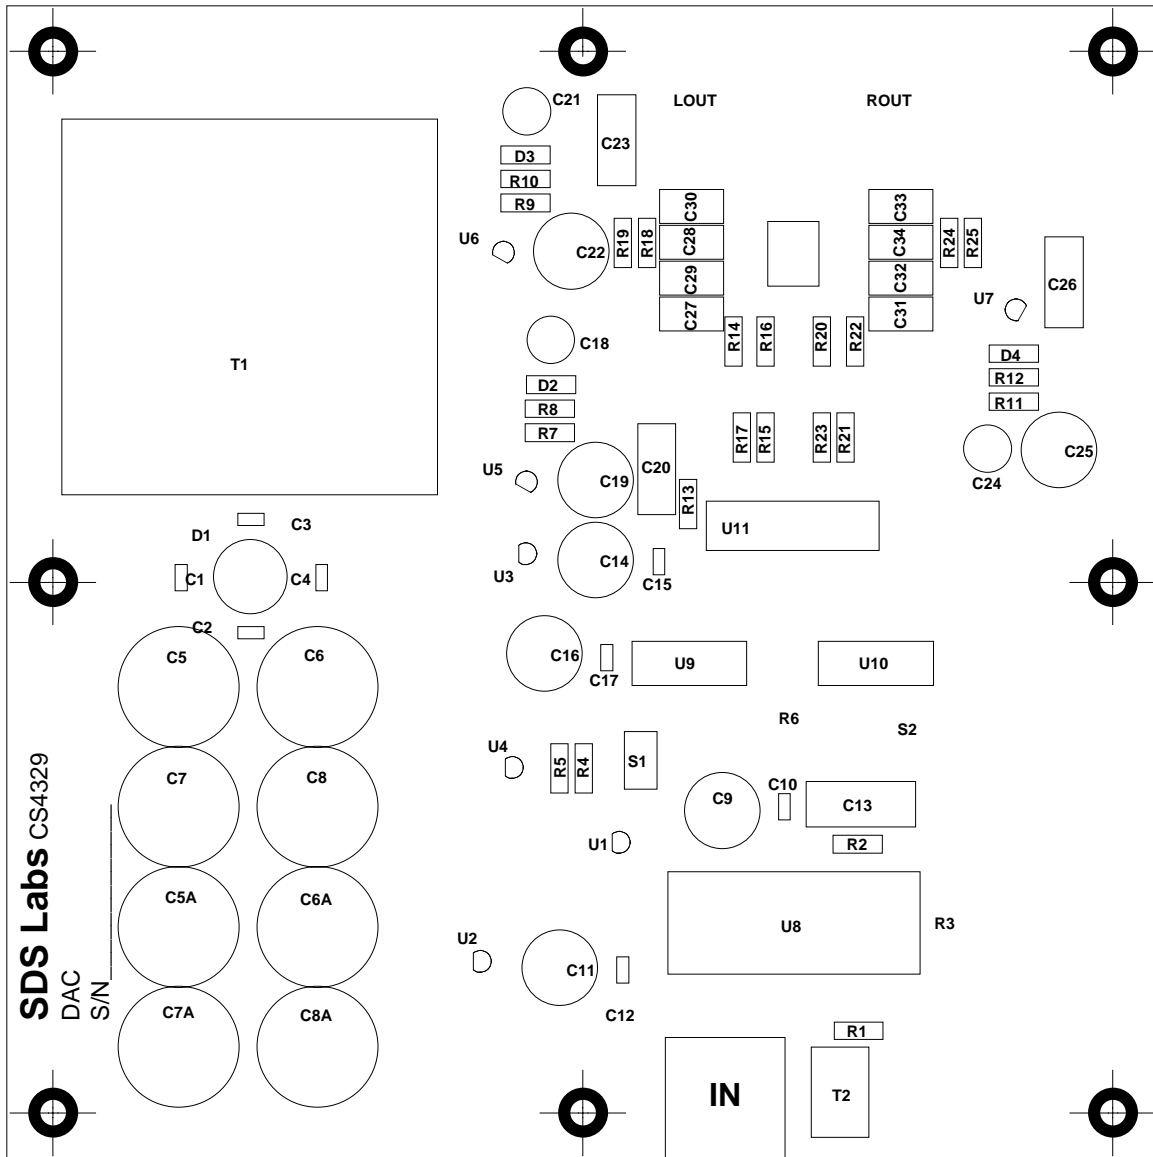 C21
LOUT
ROUT
C23
D3
R10
R9
C30
C33
U6
C22
R19
R18
C28
C34
R24
R25
C29
C32
C26
U7
C27
C31
C18
R14
R16
R20
R22
T1
D4
D2
R12
R8
R11
R7
R17
R15
R23
R21
C25
U5
C19
C20
C24
R13
U11
C3
D1
C14
U3
C15
C1
C4
C2
C5
C6
C16
C17
U9
U10
R6
S2
U4
R5
R4
S1
C7
C8
C9
C10
C13
U1
R2
C5A
C6A
U8
R3
U2
C11
C7A
C8A
C12
R1
IN
T2
SDS Labs CS4329
DAC
S/N